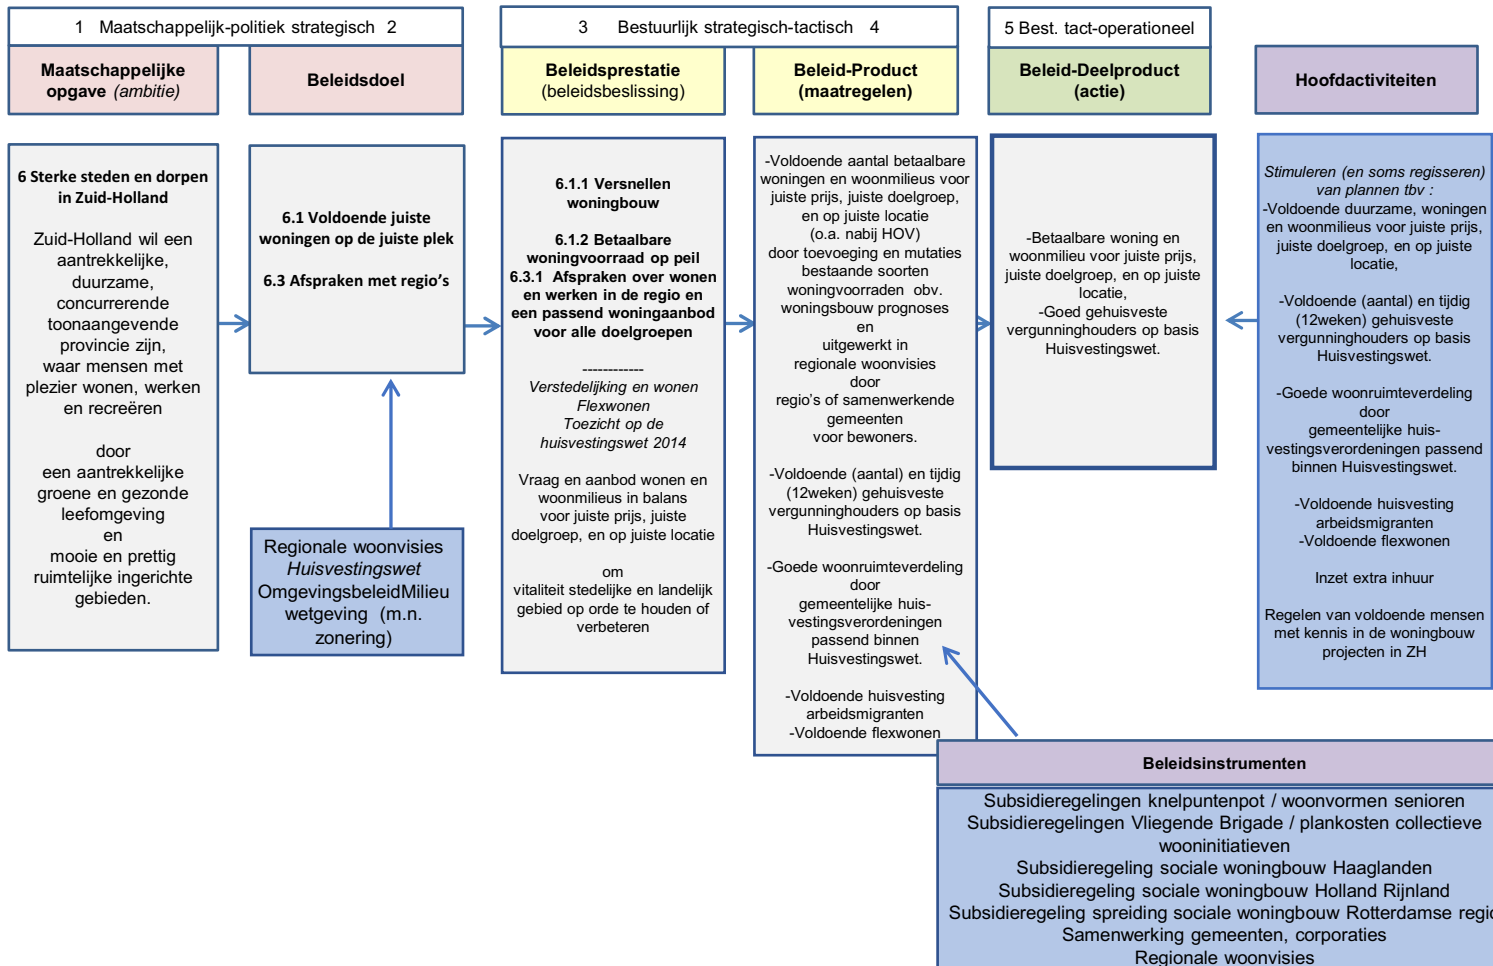 1 Maatschappelijk-politiek strategisch 2
3 Bestuurlijk strategisch-tactisch 4
5 Best. tact-operationeel
Maatschappelijke
opgave (ambitie)
Beleidsdoel
Beleidsprestatie
(beleidsbeslissing)
Beleid-Product
(maatregelen)
Beleid-Deelproduct
(actie)
Hoofdactiviteiten
6 Sterke steden en dorpen
in Zuid-Holland
Zuid-Holland wil een
aantrekkelijke,
duurzame,
concurrerende
toonaangevende
provincie zijn,
waar mensen met
plezier wonen, werken
en recreëren
door
een aantrekkelijke
groene en gezonde
leefomgeving
en
mooie en prettig
ruimtelijke ingerichte
gebieden.
6.1 Voldoende juiste
woningen op de juiste plek
6.3 Afspraken met regio's
Regionale woonvisies
Huisvestingswet
OmgevingsbeleidMilieu
wetgeving (m.n.
zonering)
6.1.1 Versnellen
woningbouw
6.1.2 Betaalbare
woningvoorraad op peil
6.3.1 Afspraken over wonen
en werken in de regio en
een passend woningaanbod
voor alle doelgroepen
------------
Verstedelijking en wonen
Flexwonen
Toezicht op de
huisvestingswet 2014
Vraag en aanbod wonen en
woonmilieus in balans
voor juiste prijs, juiste
doelgroep, en op juiste locatie
om
vitaliteit stedelijke en landelijk
gebied op orde te houden of
verbeteren
-Voldoende aantal betaalbare
woningen en woonmilieus voor
juiste prijs, juiste doelgroep,
en op juiste locatie
(o.a. nabij HOV)
door toevoeging en mutaties
bestaande soorten
woningvoorraden obv.
woningsbouw prognoses
en
uitgewerkt in
regionale woonvisies
door
regio's of samenwerkende
gemeenten
voor bewoners.
-Voldoende (aantal) en tijdig
(12weken) gehuisveste
vergunninghouders op basis
Huisvestingswet.
-Goede woonruimteverdeling
door
gemeentelijke huis-
vestingsverordeningen
passend binnen
Huisvestingswet.
-Voldoende huisvesting
arbeidsmigranten
-Voldoende flexwonen
-Betaalbare woning en
woonmilieu voor juiste prijs,
juiste doelgroep, en op juiste
locatie,
-Goed gehuisveste
vergunninghouders op basis
Huisvestingswet.
Stimuleren (en soms regisseren)
van plannen tbv :
-Voldoende duurzame, woningen
en woonmilieus voor juiste prijs,
juiste doelgroep, en op juiste
locatie,
-Voldoende (aantal) en tijdig
(12weken) gehuisveste
vergunninghouders op basis
Huisvestingswet.
-Goede woonruimteverdeling
door
gemeentelijke huis-
vestingsverordeningen passend
binnen Huisvestingswet.
-Voldoende huisvesting
arbeidsmigranten
-Voldoende flexwonen
Inzet extra inhuur
Regelen van voldoende mensen
met kennis in de woningbouw
projecten in ZH
Beleidsinstrumenten
Subsidieregelingen knelpuntenpot / woonvormen senioren
Subsidieregelingen Vliegende Brigade / plankosten collectieve
wooninitiatieven
Subsidieregeling sociale woningbouw Haaglanden
Subsidieregeling sociale woningbouw Holland Rijnland
Subsidieregeling spreiding sociale woningbouw Rotterdamse regio
Samenwerking gemeenten, corporaties
Regionale woonvisies